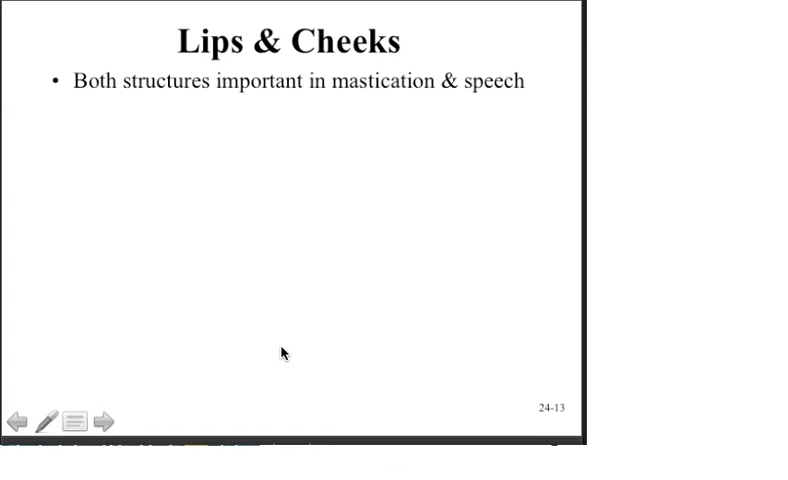 Lips & Cheeks
• Both structures important in mastication & speech
24-13